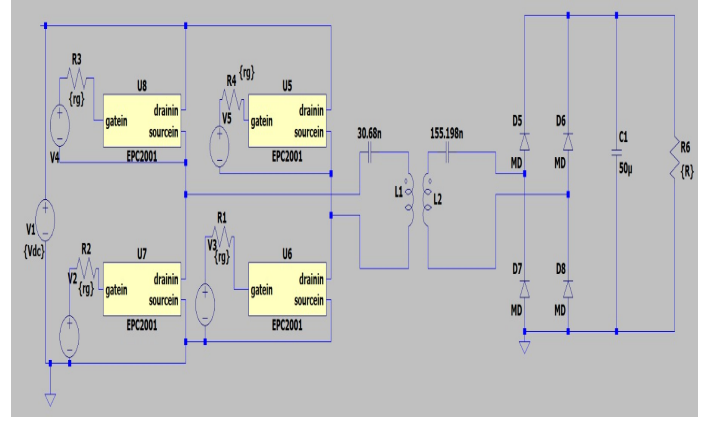 R3
{rg}
U8
drainin
gatein
sourcein
EPC2001
V4
R4
{rg}
V5
U5
drainin
gatein
sourcein
EPC2001
V1
{Vdc}
R2
{rg}
V2
U7
drainin
gatein
sourcein
EPC2001
R1
{rg}
V3
U6
drainin
gatein
sourcein
EPC2001
30.68n
155.198n
L1
L2
D5
MD
D6
MD
D7
MD
D8
MD
C1
50µ
R6
{R}